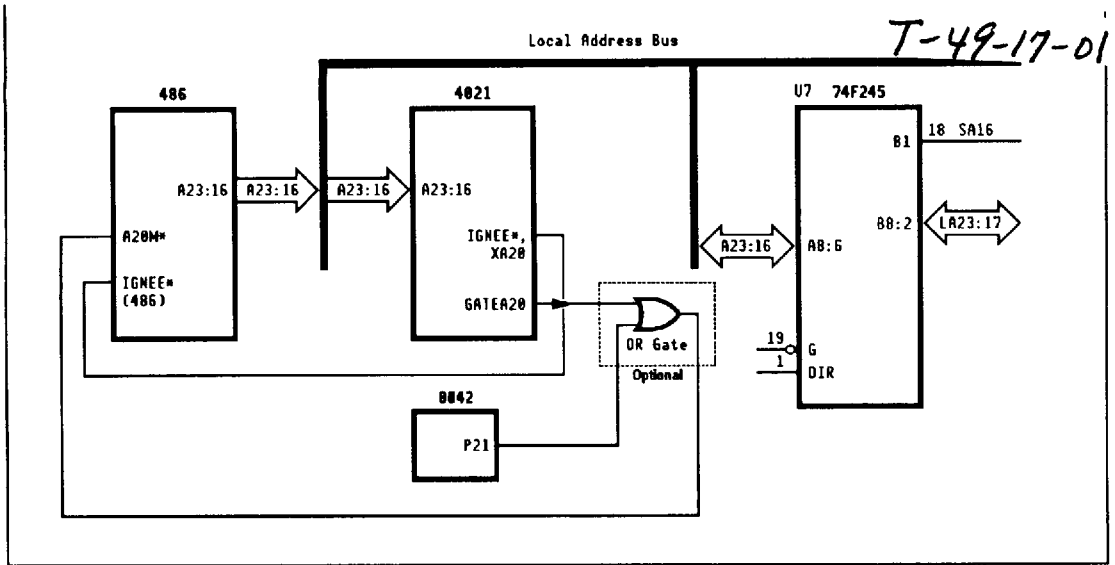 T-49-17-01
Local Address Bus
486
A23:16
A20M*
IGNEE*
(486)
A23:16
A23:16
4021
A23:16
IGNEE*,
XA20
GATEA20
OR Gate
Optional
8042
P21
A23:16
U7 74F245
B1
18 SA16
A8:G
B8:2
LA23:17
19
G
1
DIR